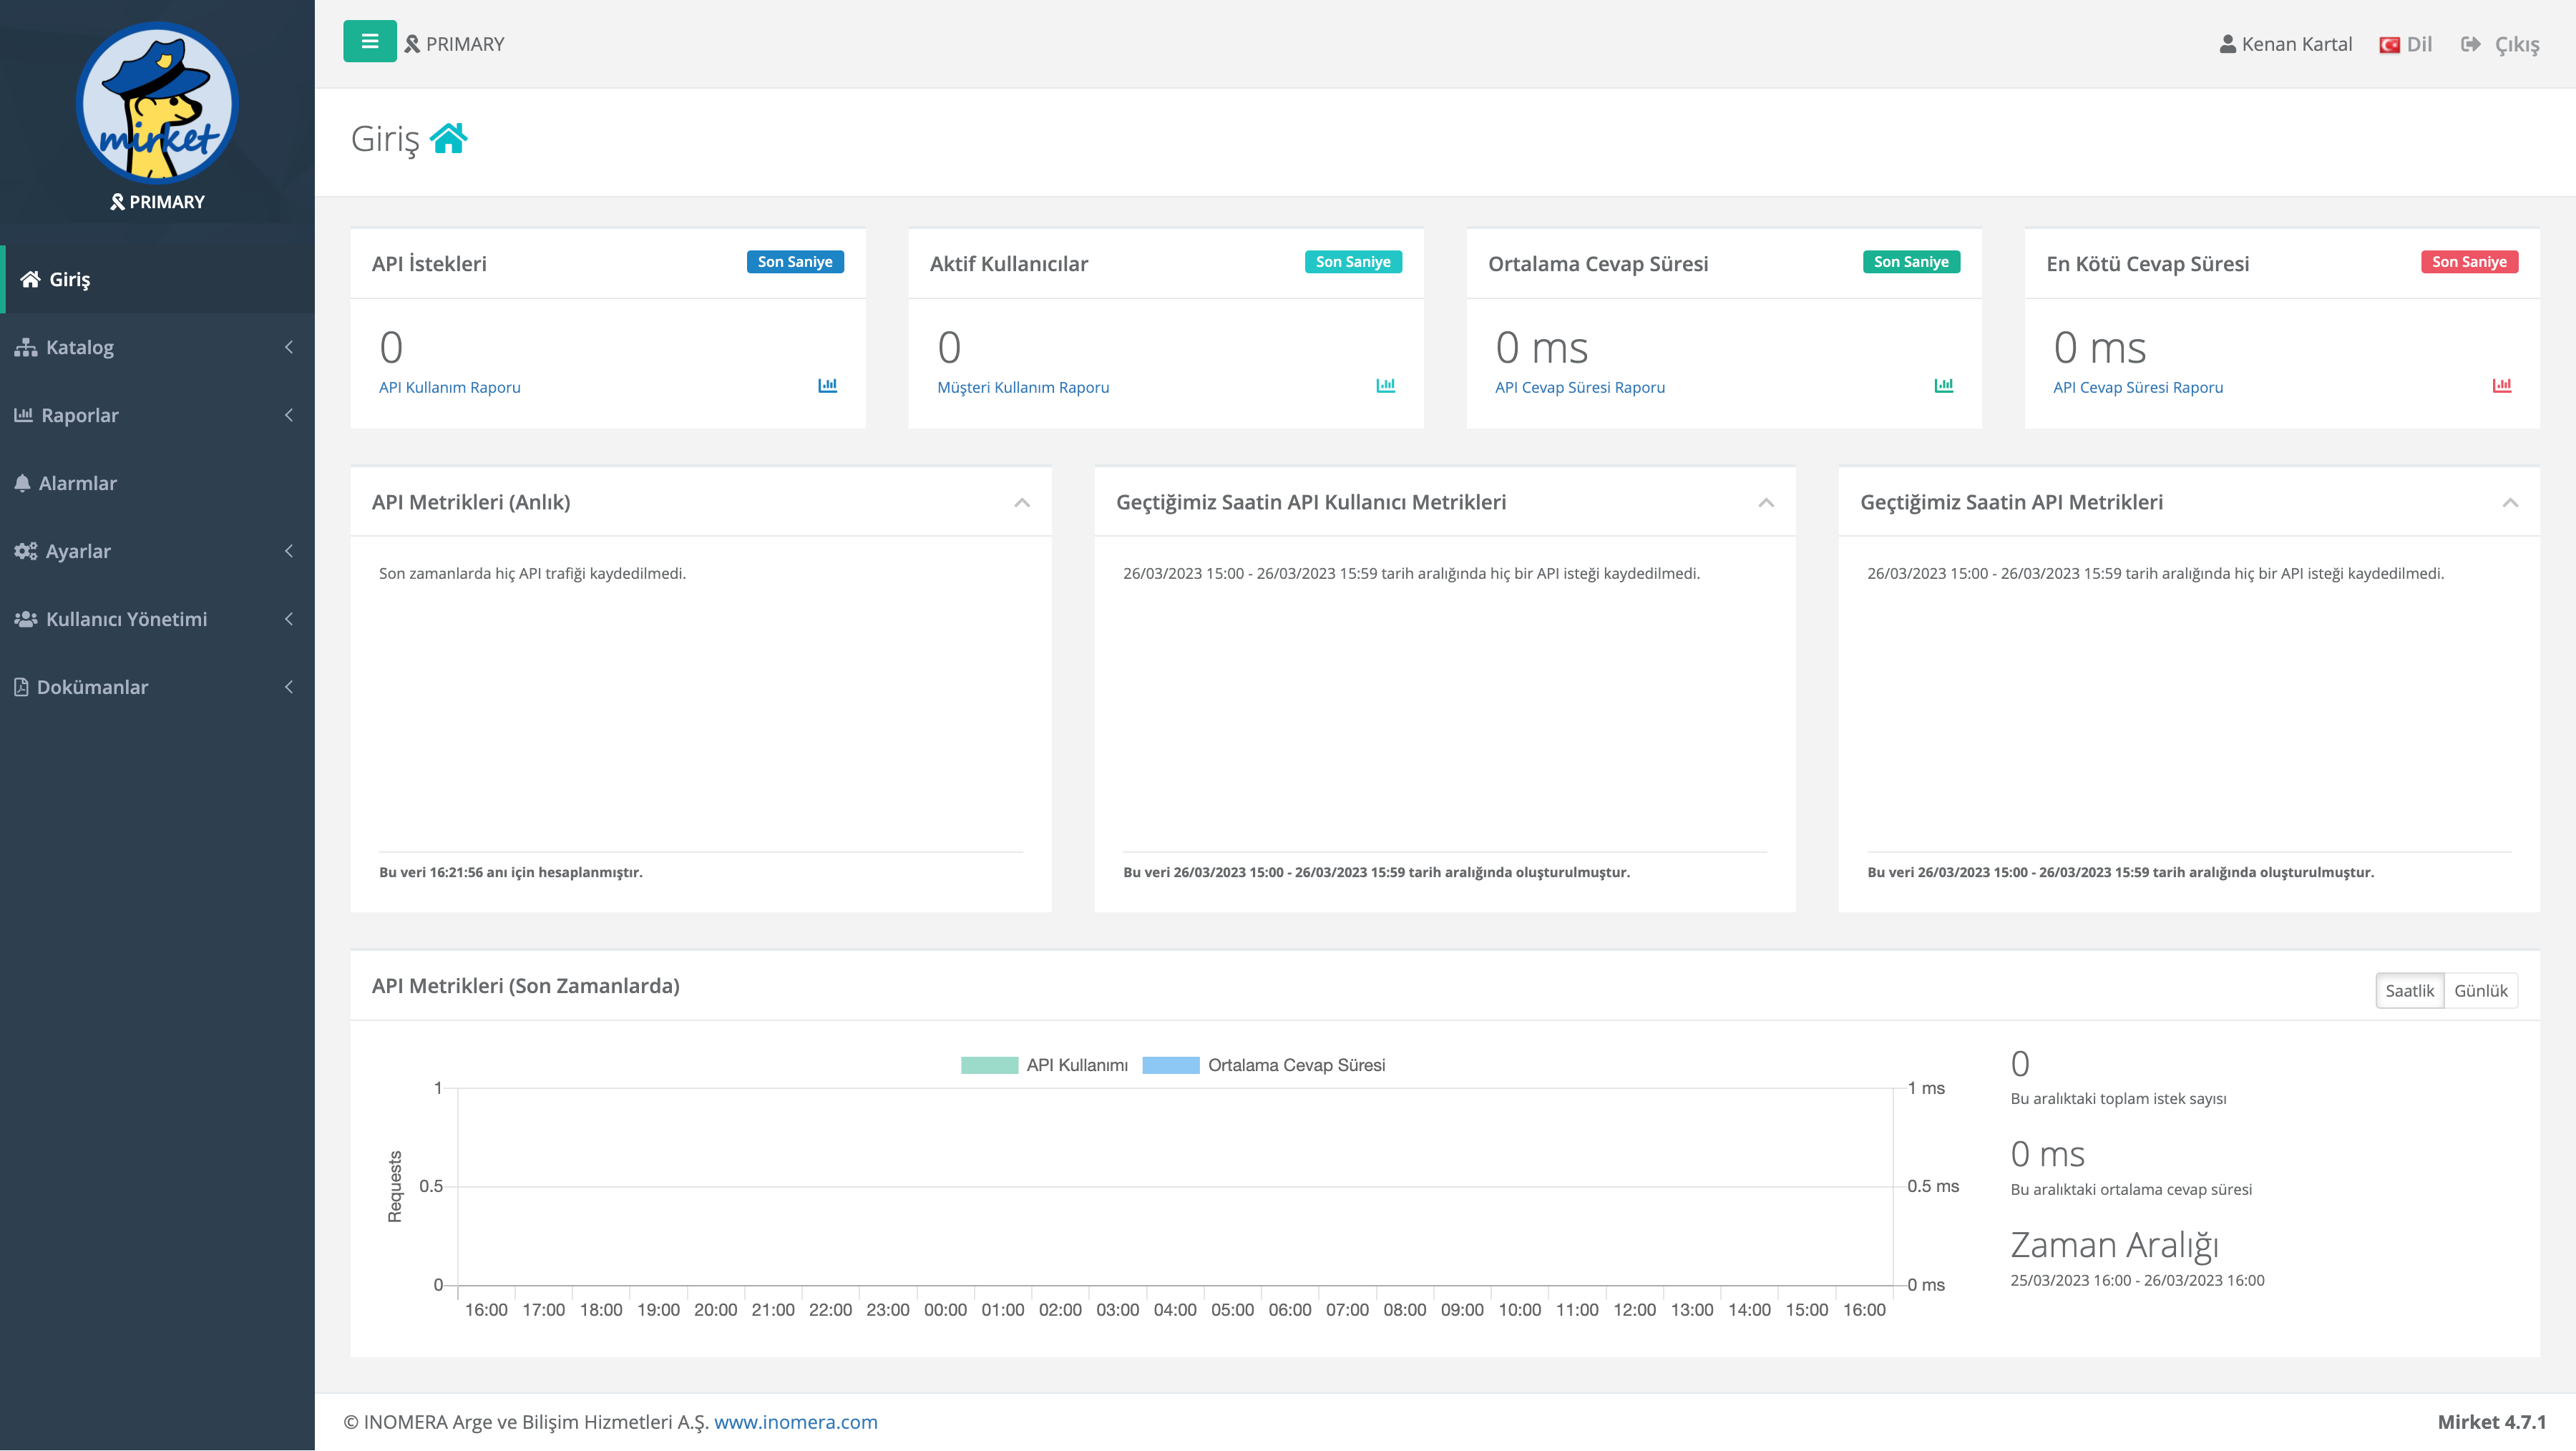 mirket
PRIMARY
Giriş
Katalog
Raporlar
Alarmlar
Ayarlar
Kullanıcı Yönetimi
Dokümanlar
PRIMARY
Kenan Kartal
Dil
Çıkış
Giriş
API İstekleri
Son Saniye
0
API Kullanım Raporu
Aktif Kullanıcılar
Son Saniye
0
Müşteri Kullanım Raporu
Ortalama Cevap Süresi
Son Saniye
0 ms
API Cevap Süresi Raporu
En Kötü Cevap Süresi
Son Saniye
0 ms
API Cevap Süresi Raporu
API Metrikleri (Anlık)
Son zamanlarda hiç API trafiği kaydedilmedi.
Bu veri 16:21:56 anı için hesaplanmıştır.
Geçtiğimiz Saatin API Kullanıcı Metrikleri
26/03/2023 15:00 - 26/03/2023 15:59 tarih aralığında hiç bir API isteği kaydedilmedi.
Bu veri 26/03/2023 15:00 - 26/03/2023 15:59 tarih aralığında oluşturulmuştur.
Geçtiğimiz Saatin API Metrikleri
26/03/2023 15:00 - 26/03/2023 15:59 tarih aralığında hiç bir API isteği kaydedilmedi.
Bu veri 26/03/2023 15:00 - 26/03/2023 15:59 tarih aralığında oluşturulmuştur.
API Metrikleri (Son Zamanlarda)
Saatlik
Günlük
API Kullanımı
Ortalama Cevap Süresi
Requests
1
0.5
0
1 ms
0.5 ms
0 ms
16:00 17:00 18:00 19:00 20:00 21:00 22:00 23:00 00:00 01:00 02:00 03:00 04:00 05:00 06:00 07:00 08:00 09:00 10:00 11:00 12:00 13:00 14:00 15:00 16:00
0
Bu aralıktaki toplam istek sayısı
0 ms
Bu aralıktaki ortalama cevap süresi
Zaman Aralığı
25/03/2023 16:00 - 26/03/2023 16:00
© INOMERA Arge ve Bilişim Hizmetleri A.Ş. www.inomera.com
Mirket 4.7.1